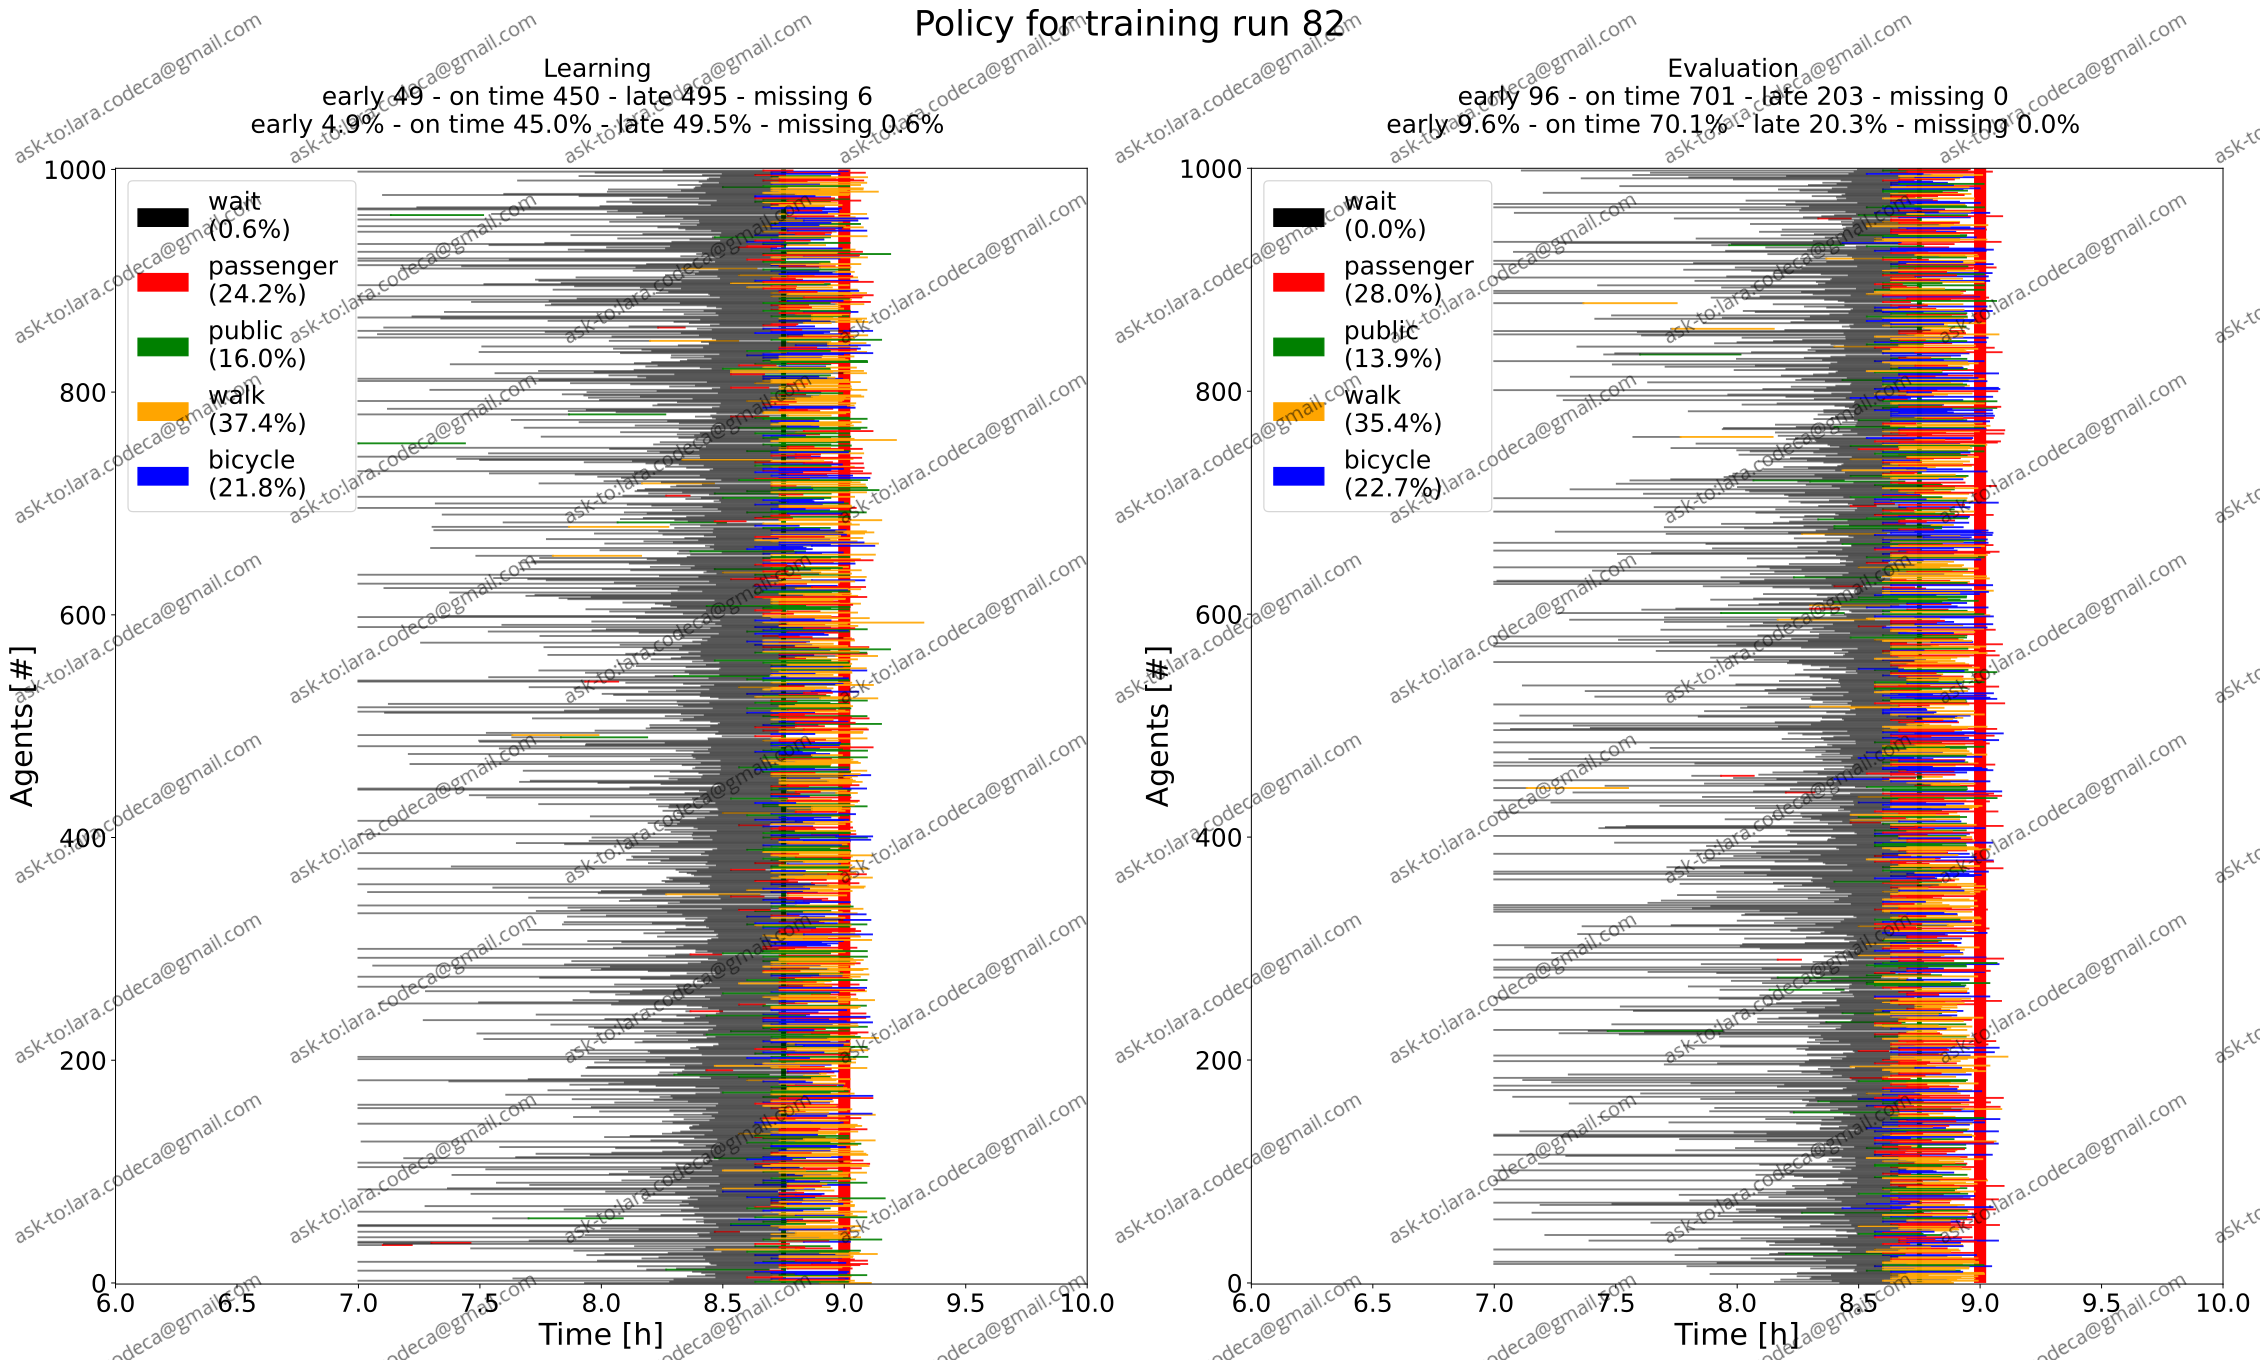 Policy for training run 82
Learning
early 49 - on time 450 - late 495 - missing 6
early 4.9% - on time 45.0% - late 49.5% - missing 0.6%
1000
800
600
400
200
0
Agents [#]
wait
(0.6%)
passenger
(24.2%)
public
(16.0%)
walk
(37.4%)
bicycle
(21.8%)
6.0 6.5 7.0 7.5 8.0 8.5 9.0 9.5 10.0
Time [h]
Evaluation
early 96 - on time 701 - late 203 - missing 0
early 9.6% - on time 70.1% - late 20.3% - missing 0.0%
1000
800
600
400
200
0
Agents [#]
wait
(0.0%)
passenger
(28.0%)
public
(13.9%)
walk
(35.4%)
bicycle
(22.7%)
6.0 6.5 7.0 7.5 8.0 8.5 9.0 9.5 10.0
Time [h]
ask-to:lara.codeca@gmail.com